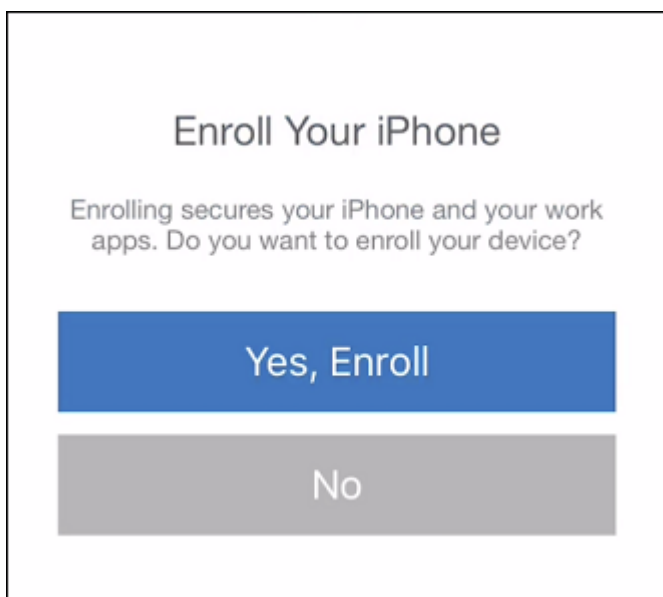 Enroll Your iPhone
Enrolling secures your iPhone and your work
apps. Do you want to enroll your device?
Yes, Enroll
No